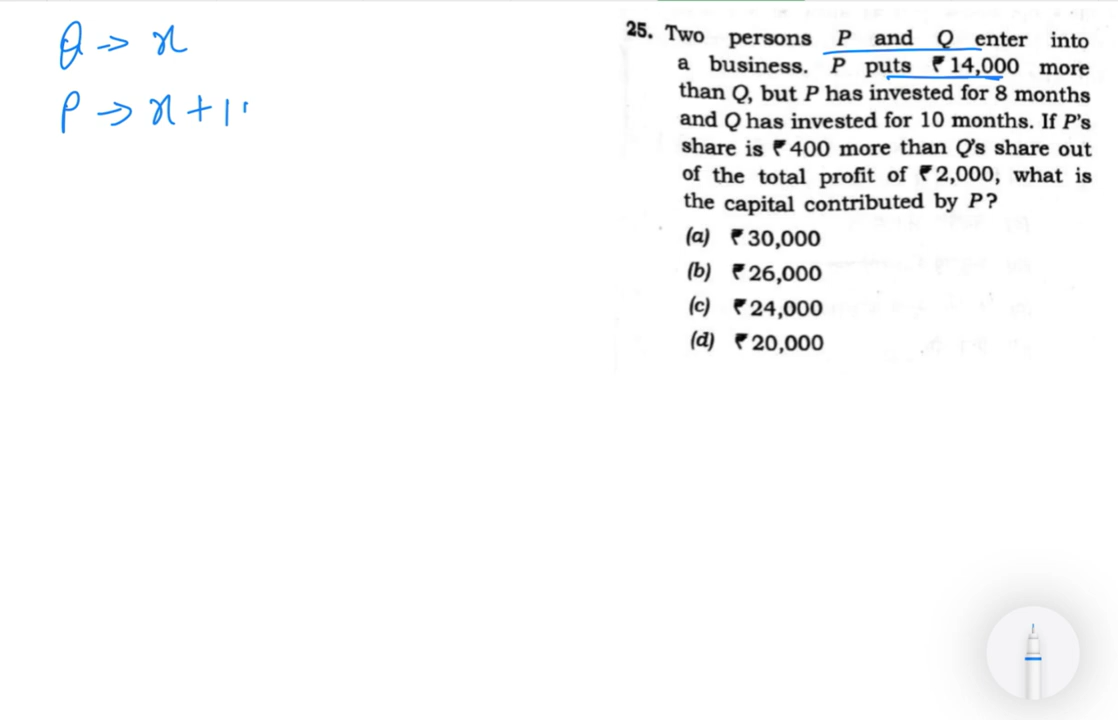 Q → x
P → x + 1
25. Two persons P and Q enter into
a business. P puts ₹ 14,000 more
than Q, but P has invested for 8 months
and Q has invested for 10 months. If P's
share is ₹ 400 more than Q's share out
of the total profit of ₹ 2,000, what is
the capital contributed by P?
(a) ₹ 30,000
(b) ₹ 26,000
(c) ₹ 24,000
(d) ₹ 20,000